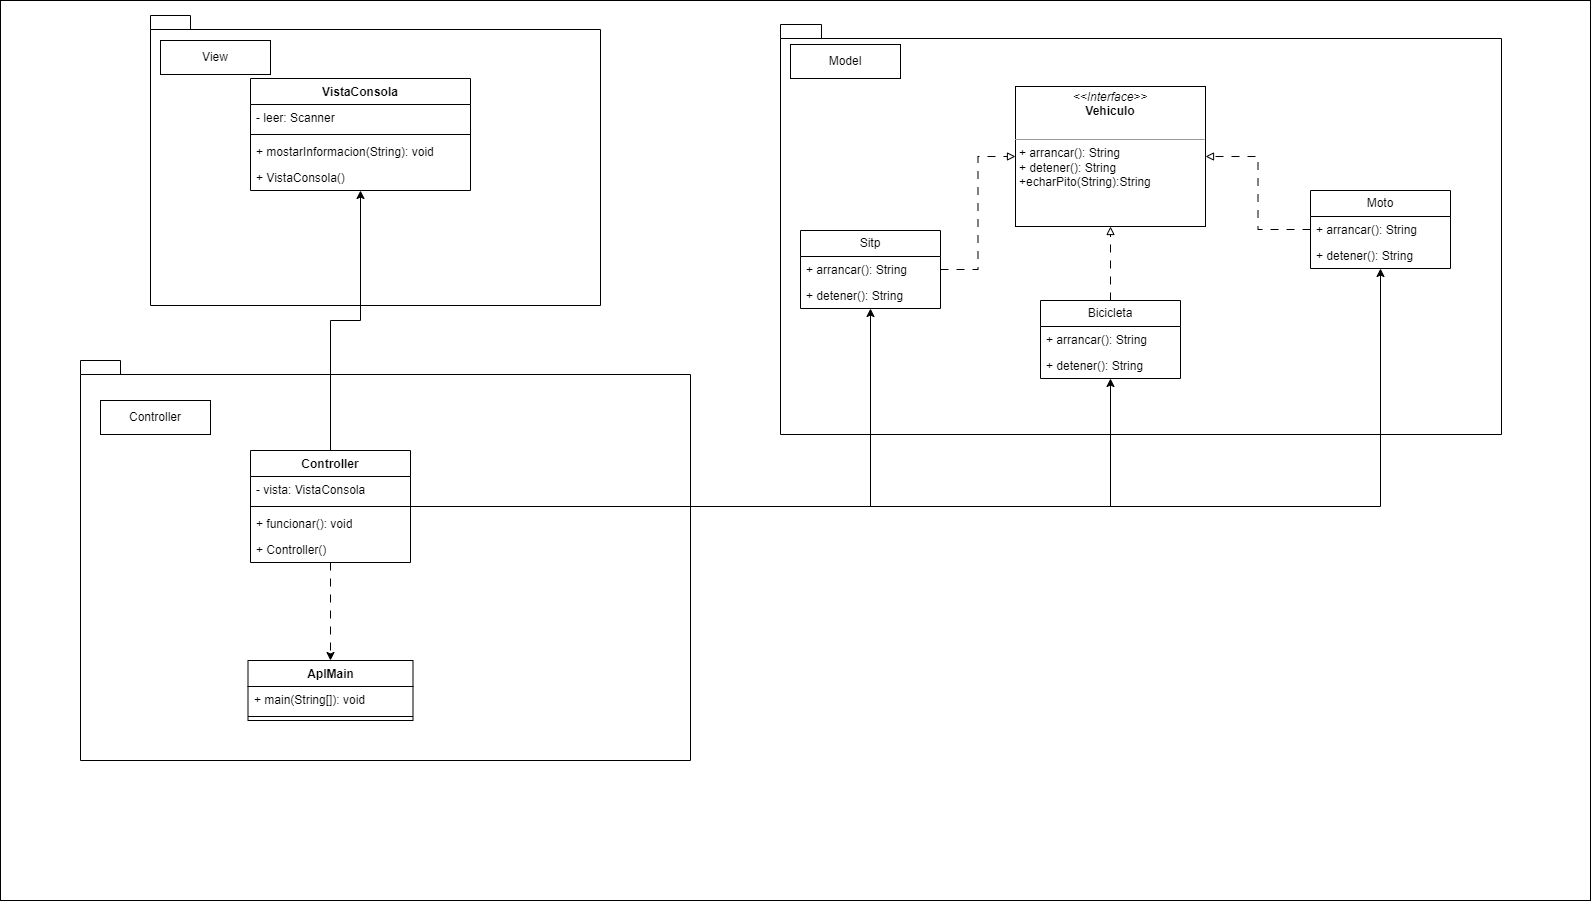 View
VistaConsola
- leer: Scanner
+ mostarInformacion(String): void
+ VistaConsola()
Model
<<Interface>>
Vehiculo
+ arrancar(): String
+ detener(): String
+echarPito(String):String
Sitp
+ arrancar(): String
+ detener(): String
Bicicleta
+ arrancar(): String
+ detener(): String
Moto
+ arrancar(): String
+ detener(): String
Controller
Controller
- vista: VistaConsola
+ funcionar(): void
+ Controller()
AplMain
+ main(String[]): void